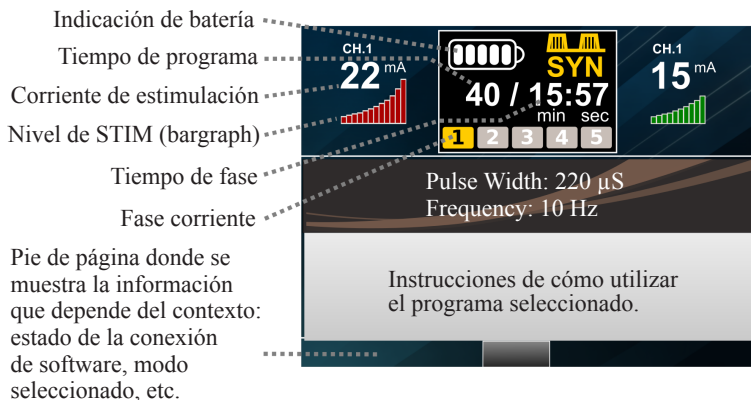 Indicación de batería
Tiempo de programa
Corriente de estimulación
Nivel de STIM (bargraph)
Tiempo de fase
Fase corriente
Pie de página donde se
muestra la información
que depende del contexto:
estado de la conexión
de software, modo
seleccionado, etc.
CH.1
22 mA
SYN
40 / 15:57
min sec
1 2 3 4 5
CH.1
15 mA
Pulse Width: 220 µS
Frequency: 10 Hz
Instrucciones de cómo utilizar
el programa seleccionado.